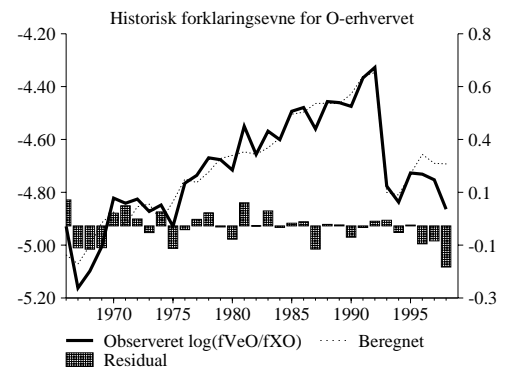 Historisk forklaringsevne for O-erhvervet
-4.20 0.8
-4.40 0.6
-4.60 0.4
-4.80 0.1
-5.00 -0.1
-5.20 -0.3
1970 1975 1980 1985 1990 1995
Observeret log(fVeO/fXO) Beregnet
Residual